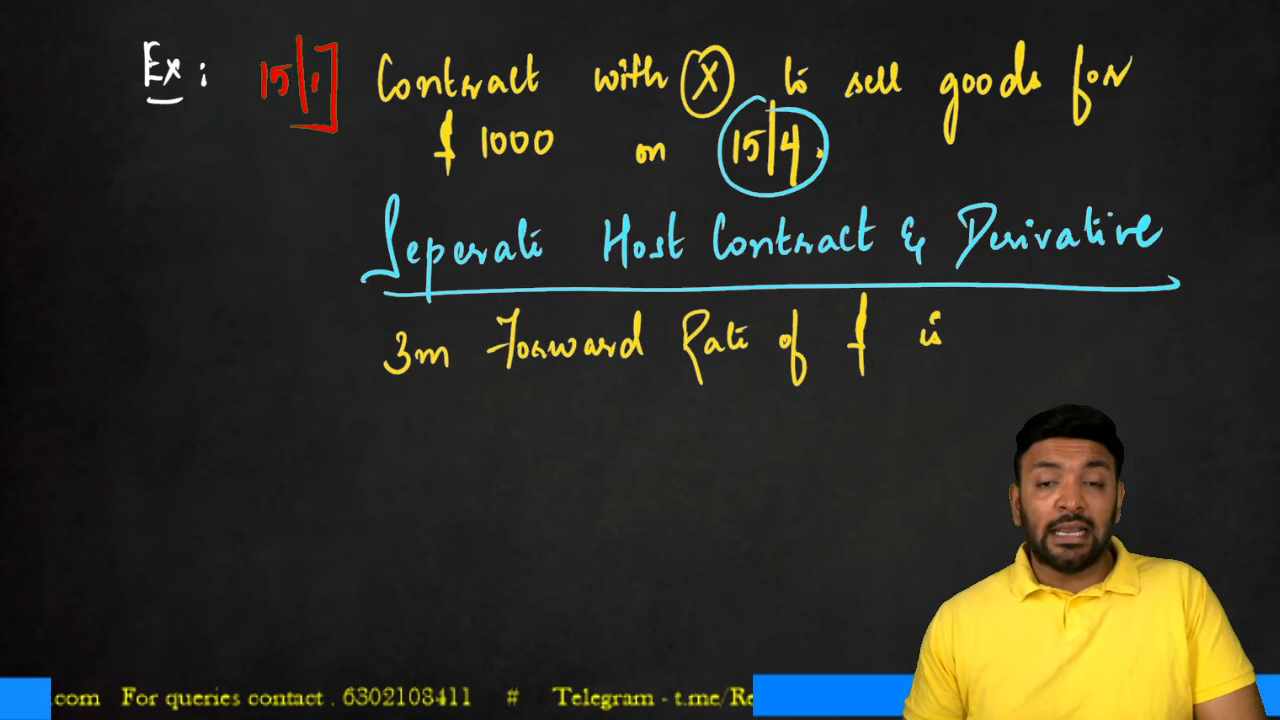 Ex: 15/1] Contract with X to sell goods for
$ 1000 on 15/4.
Seperate Host Contract & Derivative
3m Forward Rate of $ is
.com For queries contact . 6302108411 # Telegram - t.me/Re